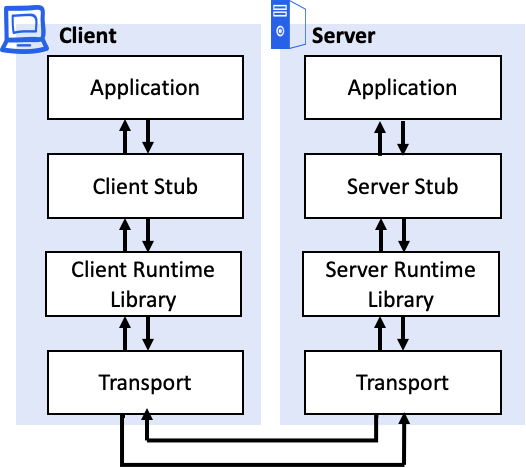 Client
Application
Client Stub
Client Runtime
Library
Transport
Server
Application
Server Stub
Server Runtime
Library
Transport